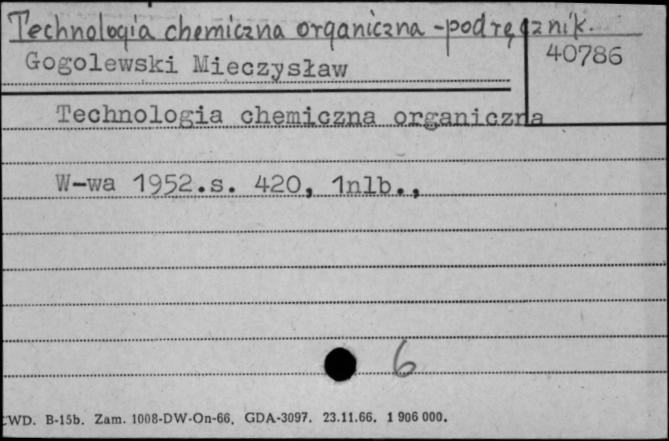 Technologia chemiczna organiczna - podręcznik.
40786
Gogolewski Mieczysław
Technologia chemiczna organiczna
W-wa 1952.s. 420, 1nlb.,
6
WD. B-15b. Zam. 1008-DW-On-66. GDA-3097. 23.11.66. 1 906 000.